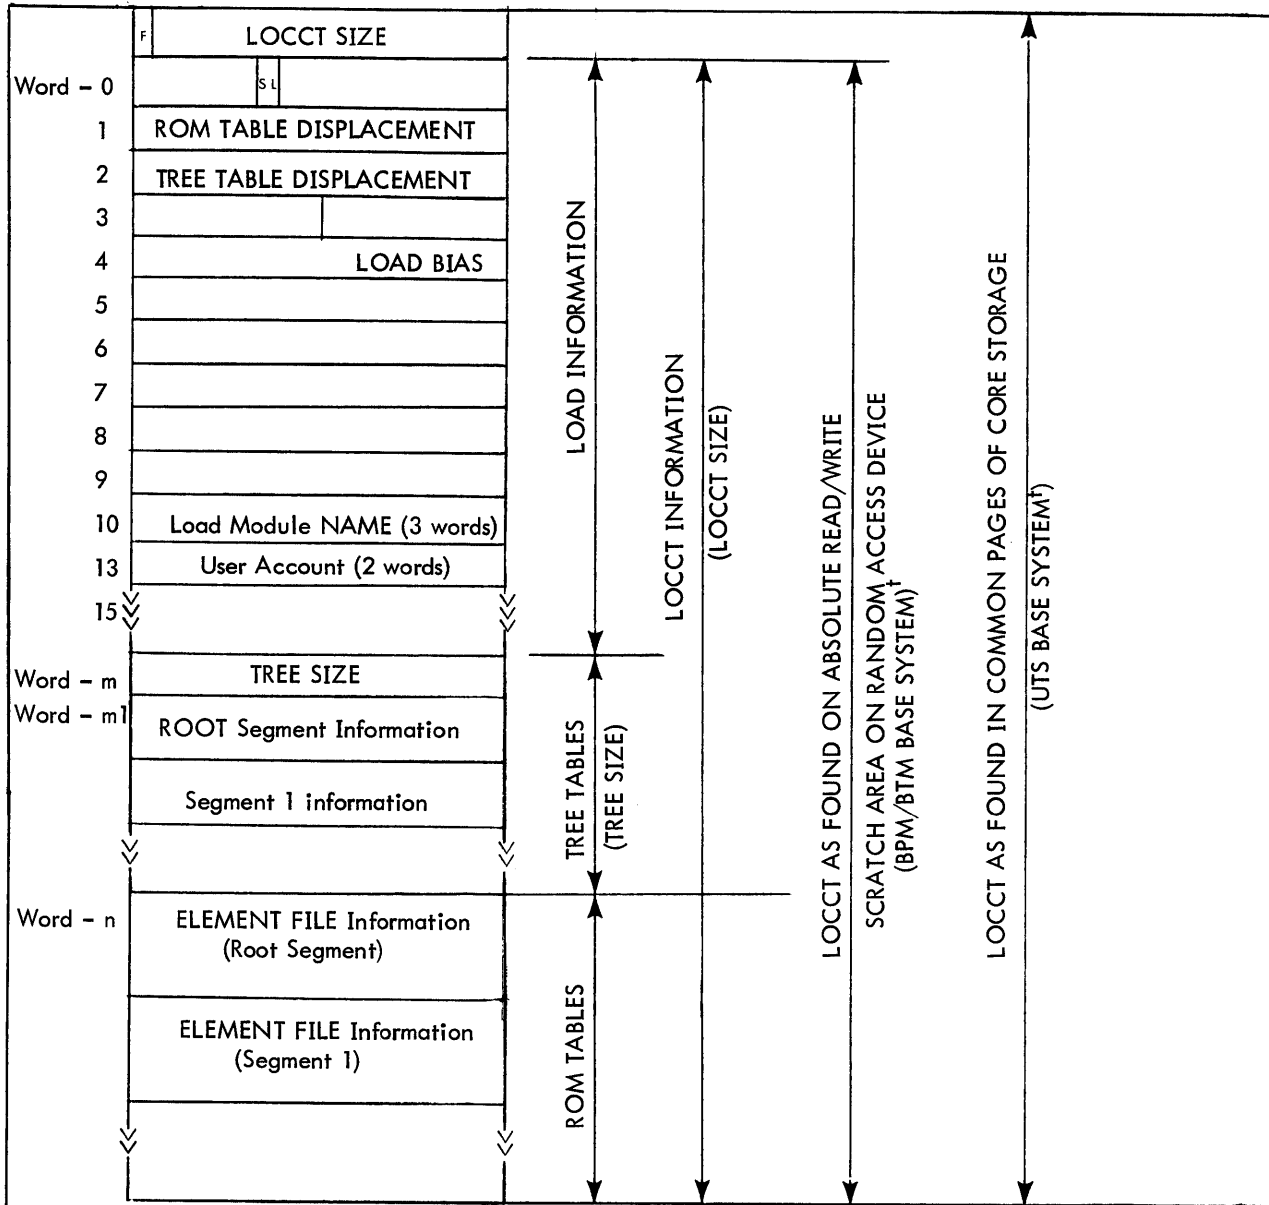 F LOCCT SIZE
Word - 0 S L
1 ROM TABLE DISPLACEMENT
2 TREE TABLE DISPLACEMENT
3
4 LOAD BIAS
5
6
7
8
9
10 Load Module NAME (3 words)
13 User Account (2 words)
15
Word - m TREE SIZE
Word - m1 ROOT Segment Information
Segment 1 information
Word - n ELEMENT FILE Information
(Root Segment)
ELEMENT FILE Information
(Segment 1)
LOAD INFORMATION
TREE TABLES
(TREE SIZE)
ROM TABLES
LOCCT INFORMATION
(LOCCT SIZE)
LOCCT AS FOUND ON ABSOLUTE READ/WRITE
SCRATCH AREA ON RANDOM ACCESS DEVICE
(BPM/BTM BASE SYSTEM)†
LOCCT AS FOUND IN COMMON PAGES OF CORE STORAGE
(UTS BASE SYSTEM†)